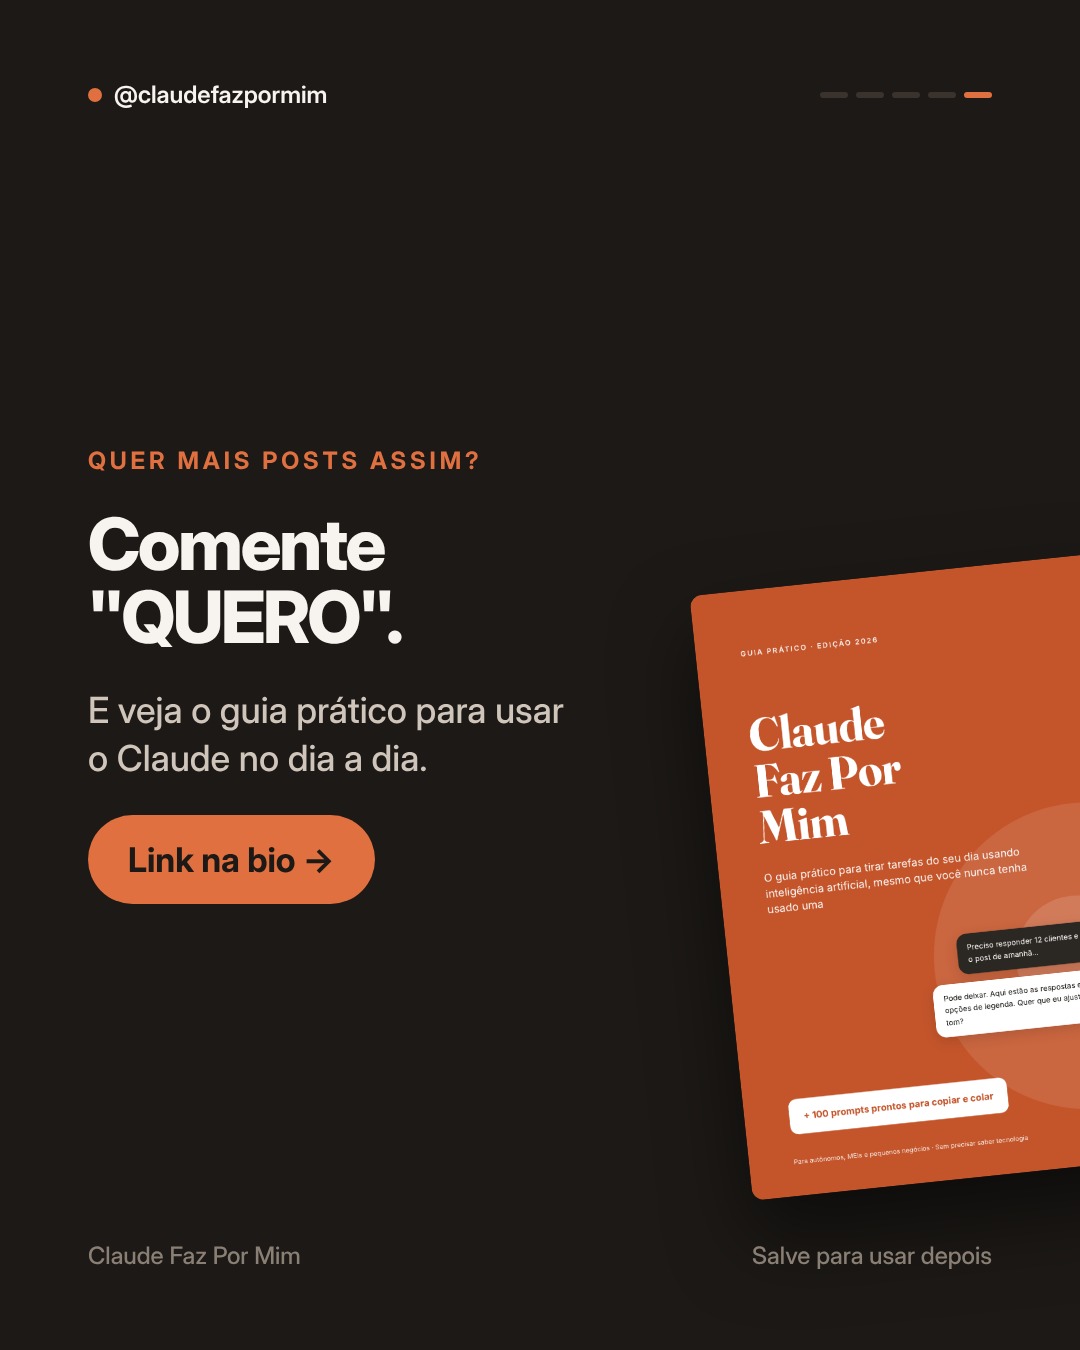 @claudefazpormim
QUER MAIS POSTS ASSIM?
Comente
"QUERO".
E veja o guia prático para usar
o Claude no dia a dia.
Link na bio →
GUIA PRÁTICO · EDIÇÃO 2026
Claude
Faz Por
Mim
O guia prático para tirar tarefas do seu dia usando
inteligência artificial, mesmo que você nunca tenha
usado uma
Preciso responder 12 clientes e
o post de amanhã...
Pode deixar. Aqui estão as respostas e
opções de legenda. Quer que eu ajust
tom?
+ 100 prompts prontos para copiar e colar
Para autônomos, MEIs e pequenos negócios · Sem precisar saber tecnologia
Claude Faz Por Mim
Salve para usar depois